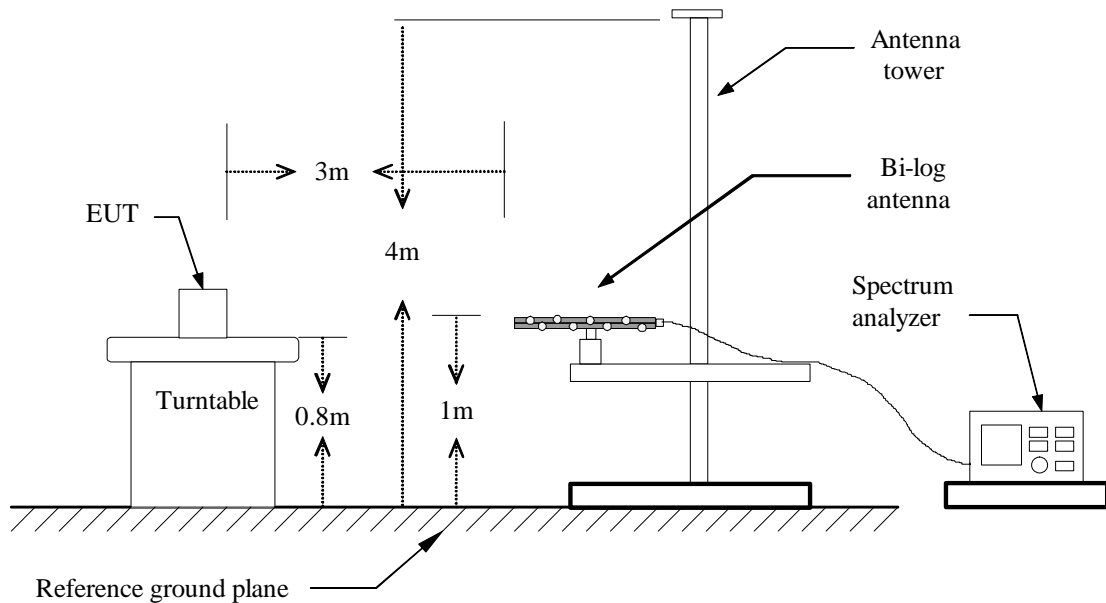 Antenna
tower
3m
Bi-log
antenna
EUT
4m
Spectrum
analyzer
Turntable
0.8m
1m
Reference ground plane